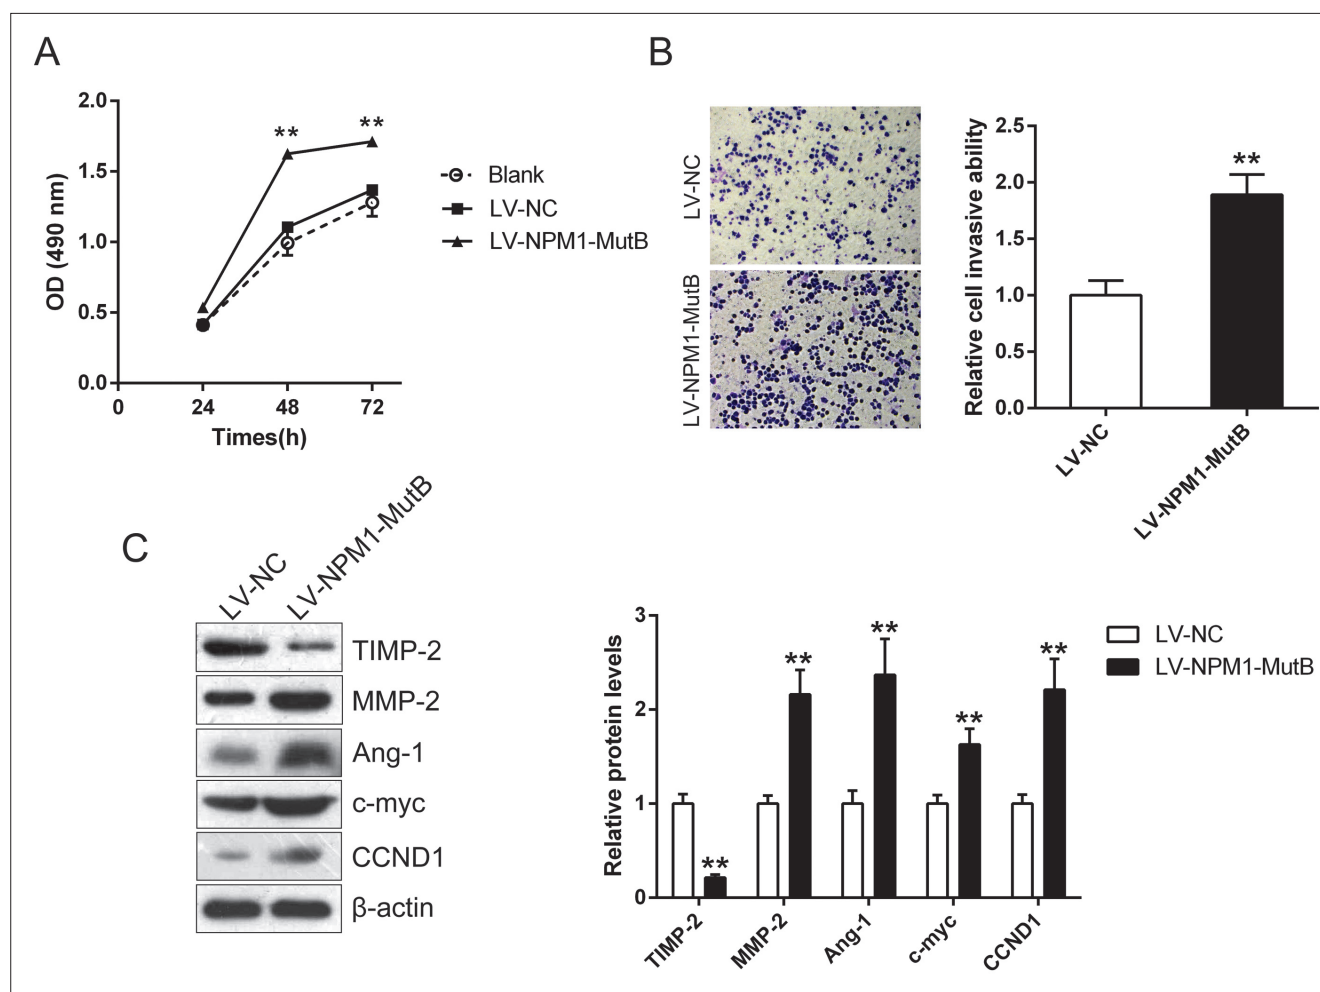 A
2.0
1.5
1.0
0.5
0.0
OD (490 nm)
**
**
0
24
48
72
Times(h)
Blank
LV-NC
LV-NPM1-MutB
B
LV-NC
LV-NPM1-MutB
Relative cell invasive ability
2.5
2.0
1.5
1.0
0.5
0.0
**
LV-NC
LV-NPM1-MutB
C
LV-NC
LV-NPM1-MutB
TIMP-2
MMP-2
Ang-1
c-myc
CCND1
β-actin
Relative protein levels
3
2
1
0
**
**
**
**
**
TIMP-2
MMP-2
Ang-1
c-myc
CCND1
LV-NC
LV-NPM1-MutB